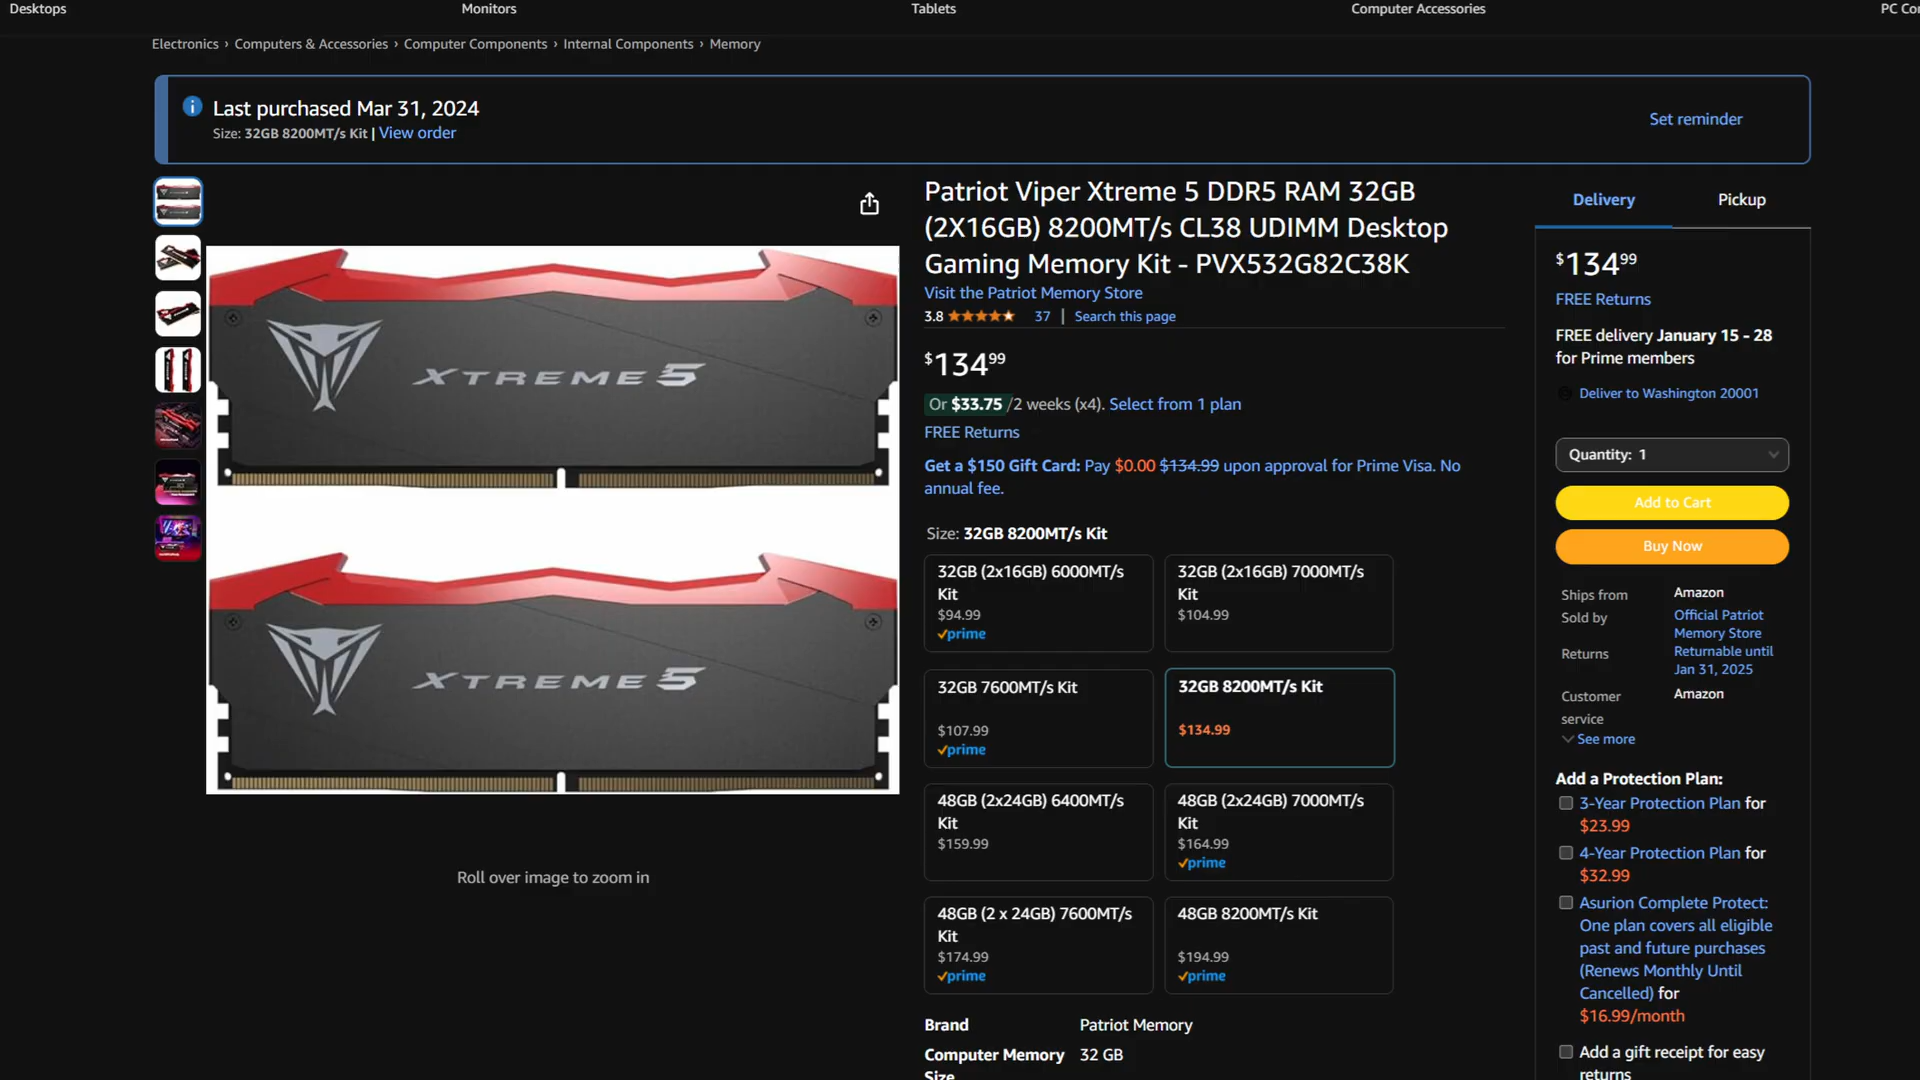 Desktops
Monitors
Tablets
Computer Accessories
PC Co
Electronics › Computers & Accessories › Computer Components › Internal Components › Memory
Last purchased Mar 31, 2024
Size: 32GB 8200MT/s Kit | View order
Set reminder
XTREME 5
XTREME 5
Roll over image to zoom in
Patriot Viper Xtreme 5 DDR5 RAM 32GB
(2X16GB) 8200MT/s CL38 UDIMM Desktop
Gaming Memory Kit - PVX532G82C38K
Visit the Patriot Memory Store
3.8 37 | Search this page
$134.99
Or $33.75 /2 weeks (x4). Select from 1 plan
FREE Returns
Get a $150 Gift Card: Pay $0.00 $134.99 upon approval for Prime Visa. No
annual fee.
Size: 32GB 8200MT/s Kit
32GB (2x16GB) 6000MT/s
Kit
$94.99
prime
32GB (2x16GB) 7000MT/s
Kit
$104.99
32GB 7600MT/s Kit
$107.99
prime
32GB 8200MT/s Kit
$134.99
48GB (2x24GB) 6400MT/s
Kit
$159.99
48GB (2x24GB) 7000MT/s
Kit
$164.99
prime
48GB (2 x 24GB) 7600MT/s
Kit
$174.99
prime
48GB 8200MT/s Kit
$194.99
prime
Brand Patriot Memory
Computer Memory 32 GB
Size
Delivery
Pickup
$134.99
FREE Returns
FREE delivery January 15 - 28
for Prime members
Deliver to Washington 20001
Quantity: 1
Add to Cart
Buy Now
Ships from Amazon
Sold by Official Patriot
Memory Store
Returns Returnable until
Jan 31, 2025
Customer Amazon
service
See more
Add a Protection Plan:
3-Year Protection Plan for
$23.99
4-Year Protection Plan for
$32.99
Asurion Complete Protect:
One plan covers all eligible
past and future purchases
(Renews Monthly Until
Cancelled) for
$16.99/month
Add a gift receipt for easy
returns